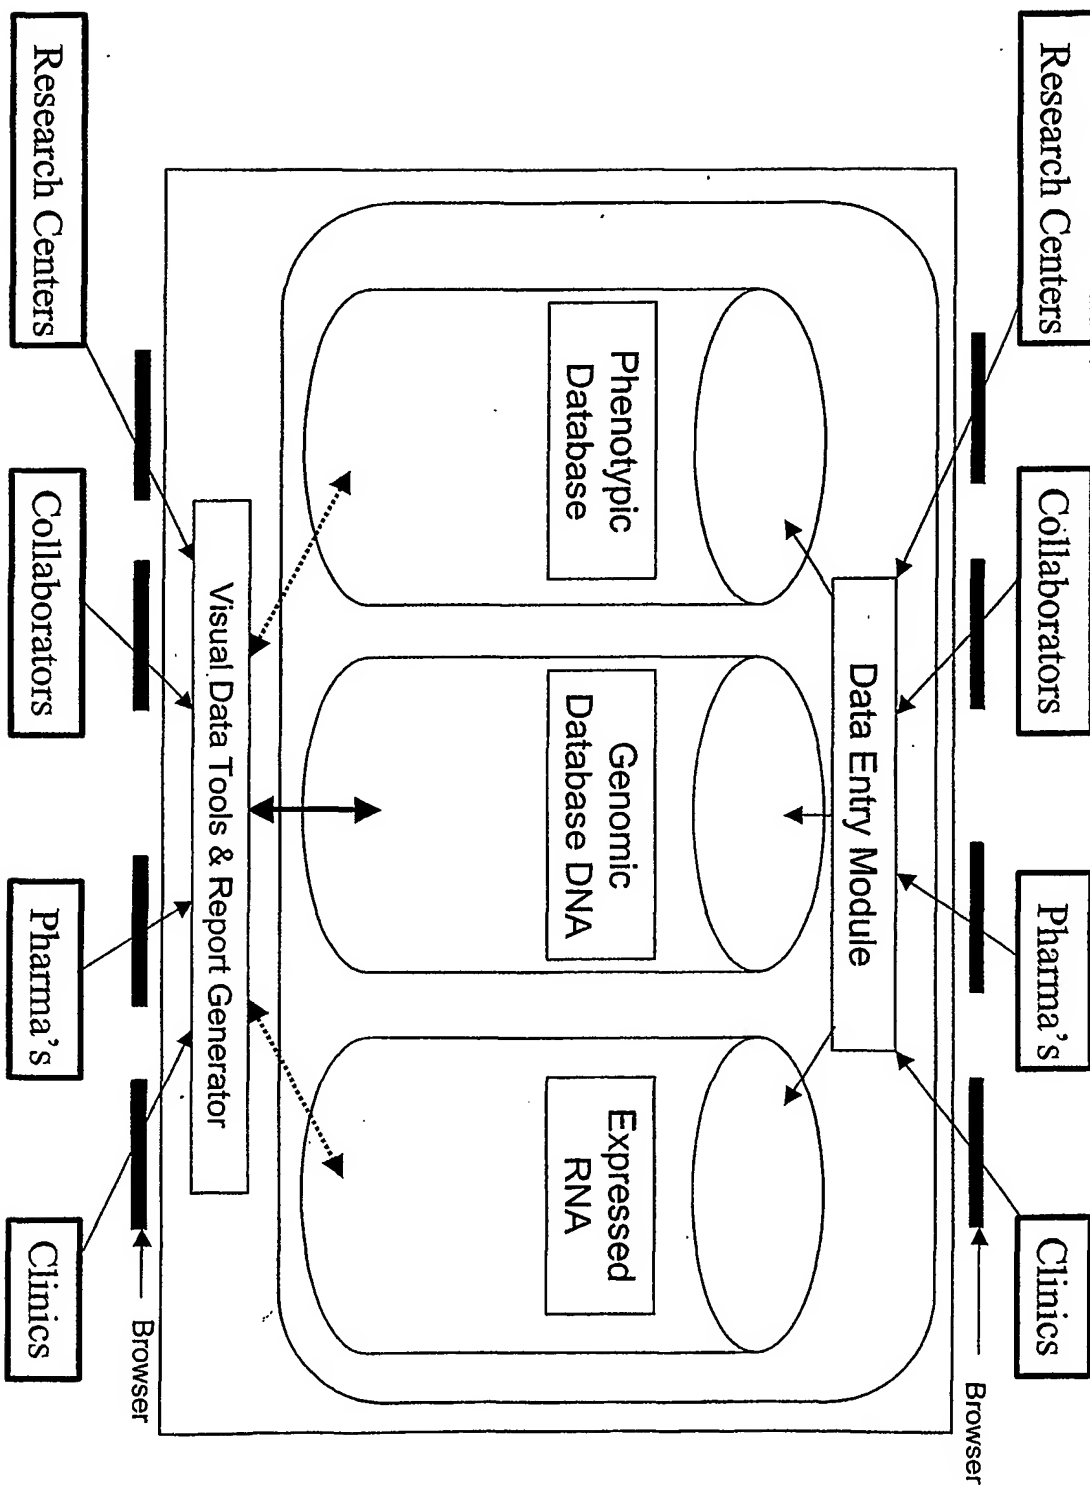 Research Centers
Collaborators
Pharma's
Clinics
Browser
Data Entry Module
Phenotypic
Database
Genomic
Database DNA
Expressed
RNA
Visual Data Tools & Report Generator
Browser
Research Centers
Collaborators
Pharma's
Clinics